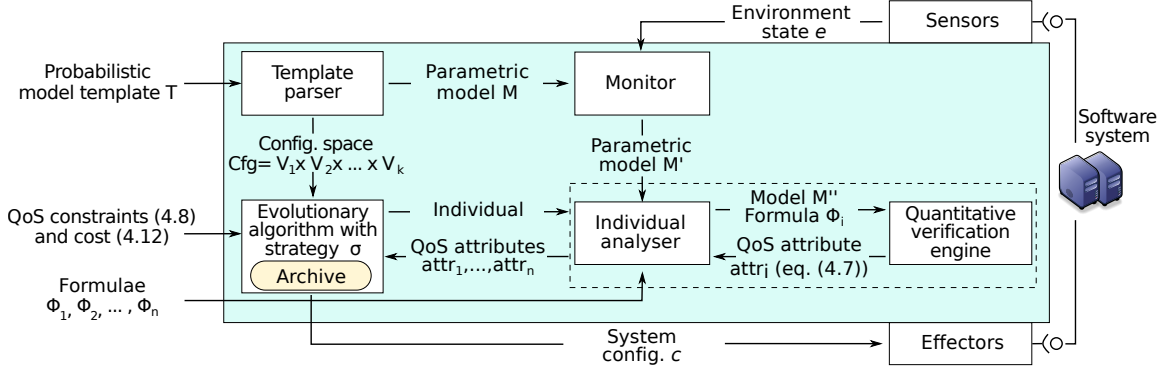 Environment
state e
Sensors
Probabilistic
model template T
Template
parser
Parametric
model M
Monitor
Software
system
Config. space
Cfg= V₁x V₂x ... x Vₖ
Parametric
model M'
QoS constraints (4.8)
and cost (4.12)
Evolutionary
algorithm with
strategy σ
Archive
Individual
QoS attributes
attr₁,...,attrₙ
Individual
analyser
Model M''
Formula Φᵢ
QoS attribute
attrᵢ (eq. (4.7))
Quantitative
verification
engine
Formulae
Φ₁, Φ₂, ... , Φₙ
System
config. c
Effectors